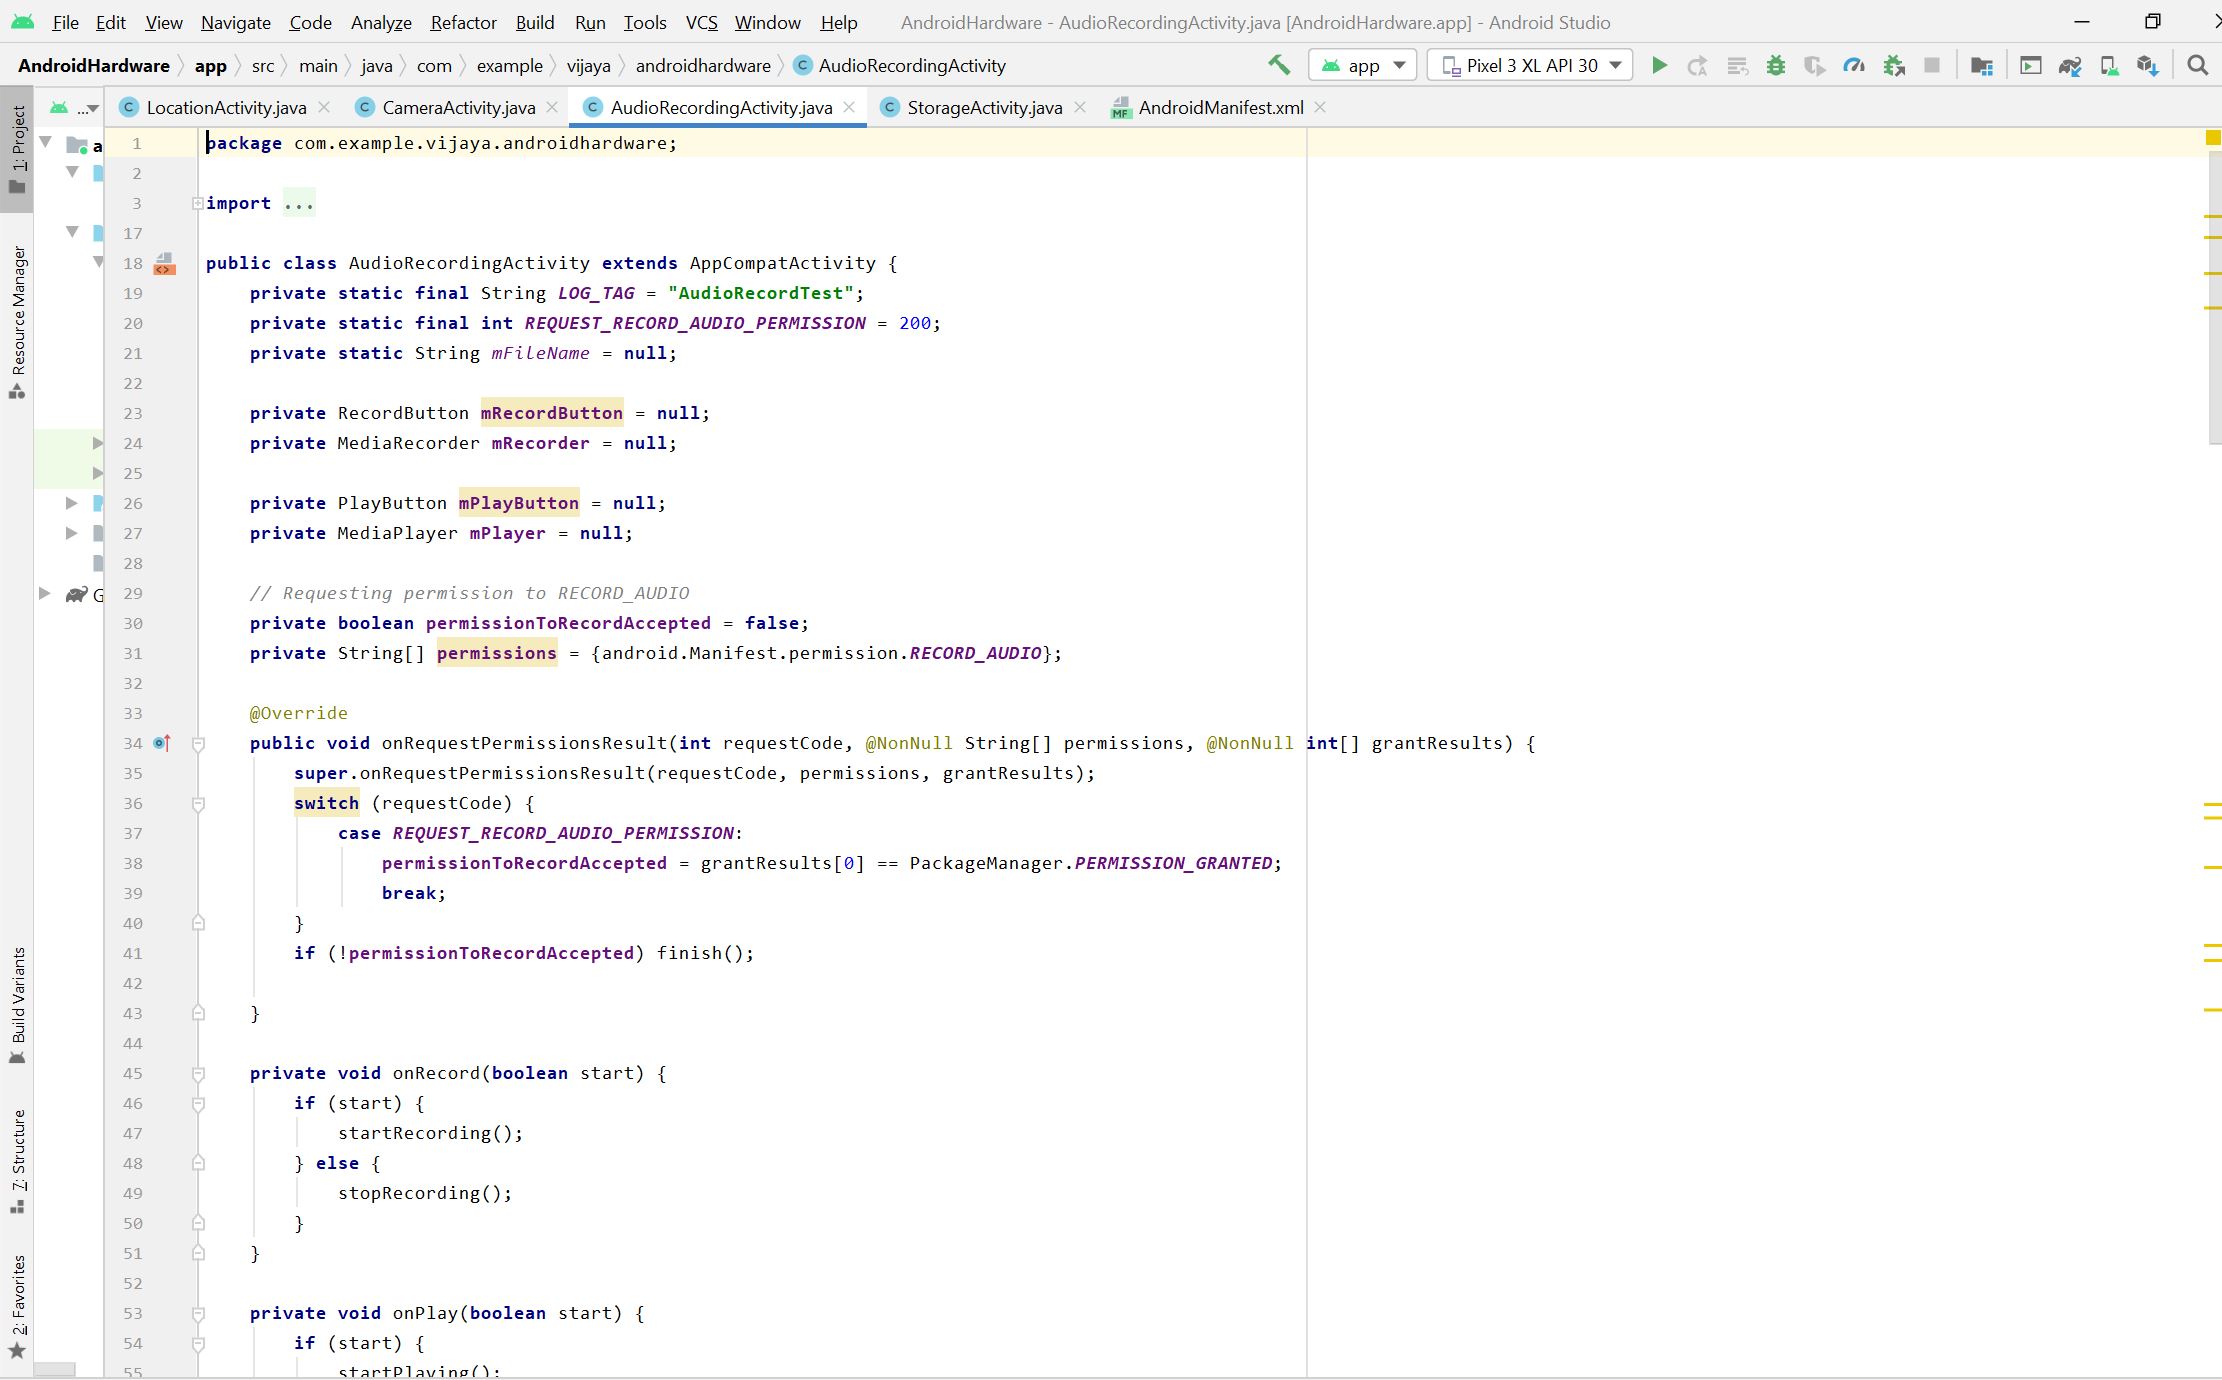 File Edit View Navigate Code Analyze Refactor Build Run Tools VCS Window Help AndroidHardware - AudioRecordingActivity.java [AndroidHardware.app] - Android Studio
AndroidHardware app src main java com example vijaya androidhardware AudioRecordingActivity app Pixel 3 XL API 30
... LocationActivity.java CameraActivity.java AudioRecordingActivity.java StorageActivity.java AndroidManifest.xml
1: Project
Resource Manager
Build Variants
7: Structure
2: Favorites
a
G
1 package com.example.vijaya.androidhardware;
2
3 import ...
17
18 public class AudioRecordingActivity extends AppCompatActivity {
19 private static final String LOG_TAG = "AudioRecordTest";
20 private static final int REQUEST_RECORD_AUDIO_PERMISSION = 200;
21 private static String mFileName = null;
22
23 private RecordButton mRecordButton = null;
24 private MediaRecorder mRecorder = null;
25
26 private PlayButton mPlayButton = null;
27 private MediaPlayer mPlayer = null;
28
29 // Requesting permission to RECORD_AUDIO
30 private boolean permissionToRecordAccepted = false;
31 private String[] permissions = {android.Manifest.permission.RECORD_AUDIO};
32
33 @Override
34 public void onRequestPermissionsResult(int requestCode, @NonNull String[] permissions, @NonNull int[] grantResults) {
35 super.onRequestPermissionsResult(requestCode, permissions, grantResults);
36 switch (requestCode) {
37 case REQUEST_RECORD_AUDIO_PERMISSION:
38 permissionToRecordAccepted = grantResults[0] == PackageManager.PERMISSION_GRANTED;
39 break;
40 }
41 if (!permissionToRecordAccepted) finish();
42
43 }
44
45 private void onRecord(boolean start) {
46 if (start) {
47 startRecording();
48 } else {
49 stopRecording();
50 }
51 }
52
53 private void onPlay(boolean start) {
54 if (start) {
55 startPlaying();